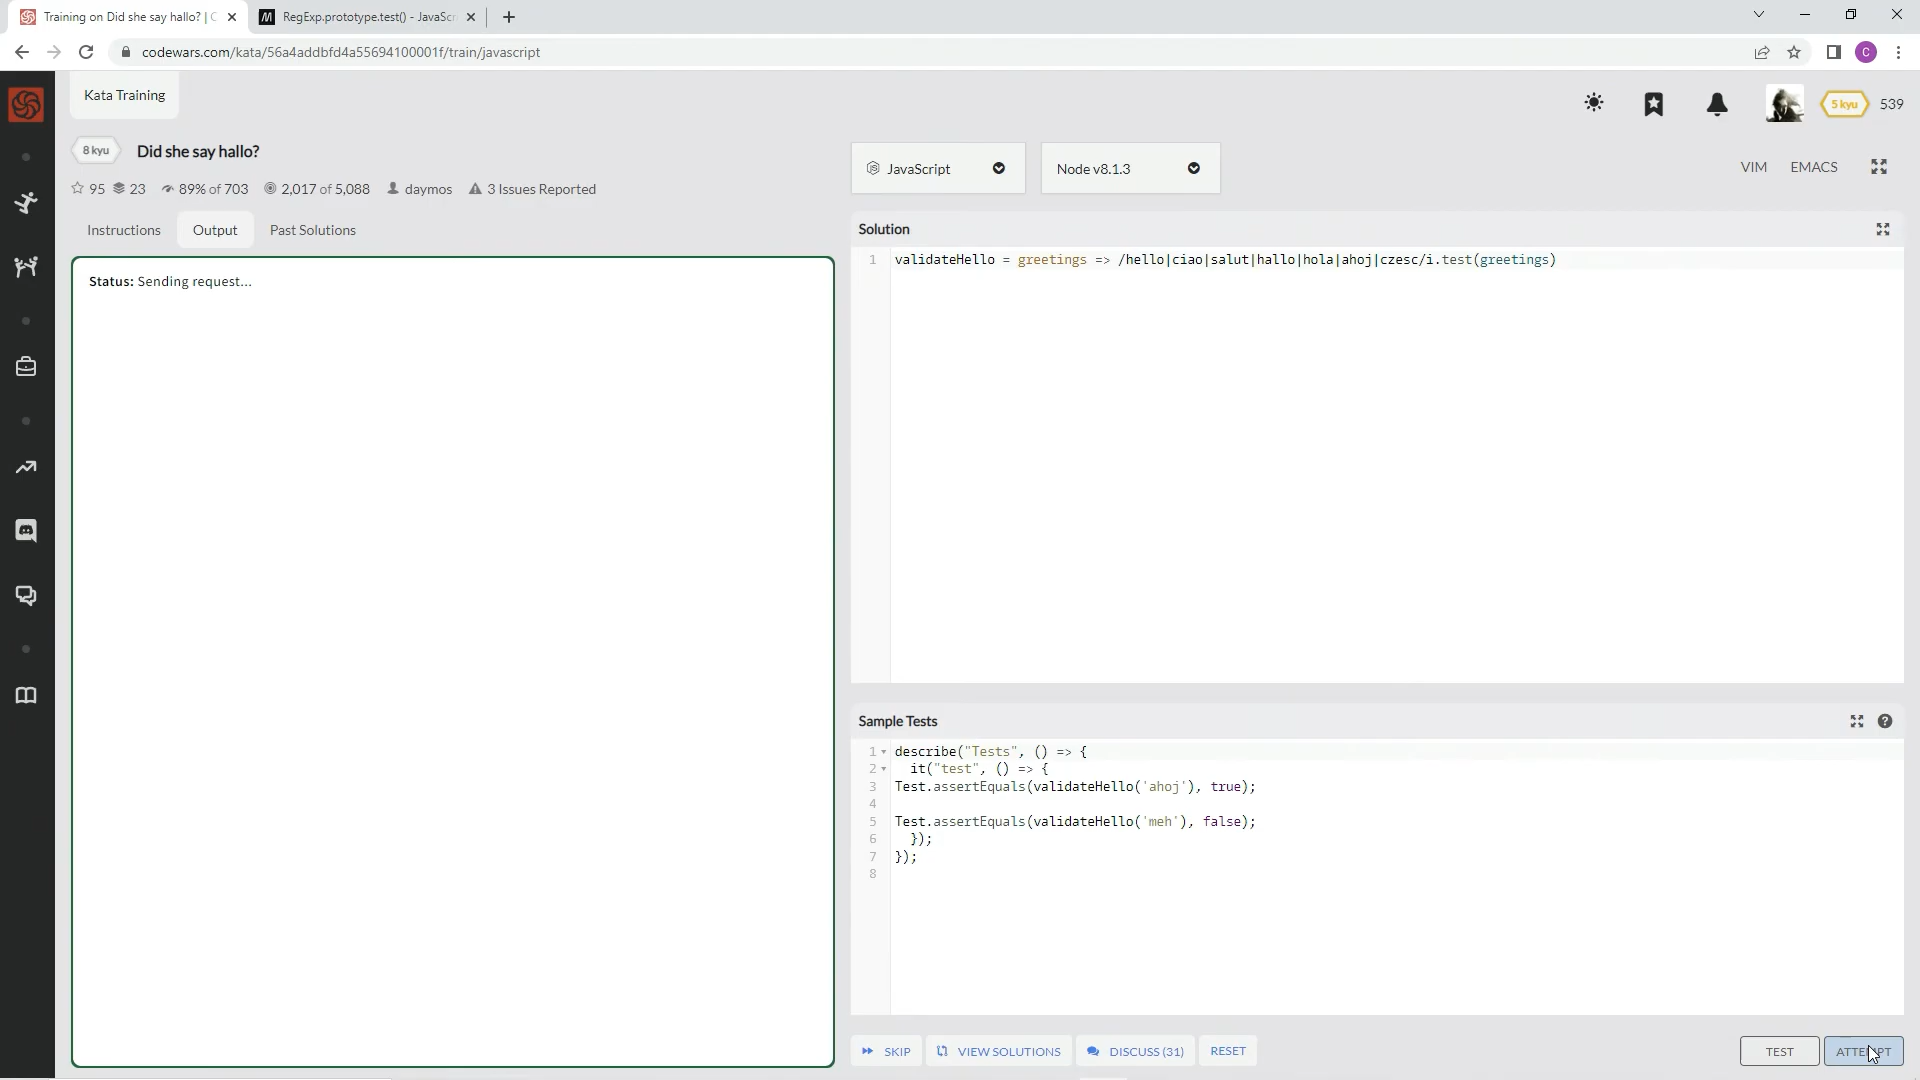 Training on Did she say hallo? | C
RegExp.prototype.test() - JavaScr
codewars.com/kata/56a4addbfd4a55694100001f/train/javascript
C
Kata Training
5 kyu
539
8 kyu
Did she say hallo?
95
23
89% of 703
2,017 of 5,088
daymos
3 Issues Reported
JavaScript
Node v8.1.3
VIM
EMACS
Instructions
Output
Past Solutions
Status: Sending request...
Solution
1
validateHello = greetings => /hello|ciao|salut|hallo|hola|ahoj|czesc/i.test(greetings)
Sample Tests
1 describe("Tests", () => {
2 it("test", () => {
3 Test.assertEquals(validateHello('ahoj'), true);
4
5 Test.assertEquals(validateHello('meh'), false);
6 });
7 });
8
SKIP
VIEW SOLUTIONS
DISCUSS (31)
RESET
TEST
ATTEMPT